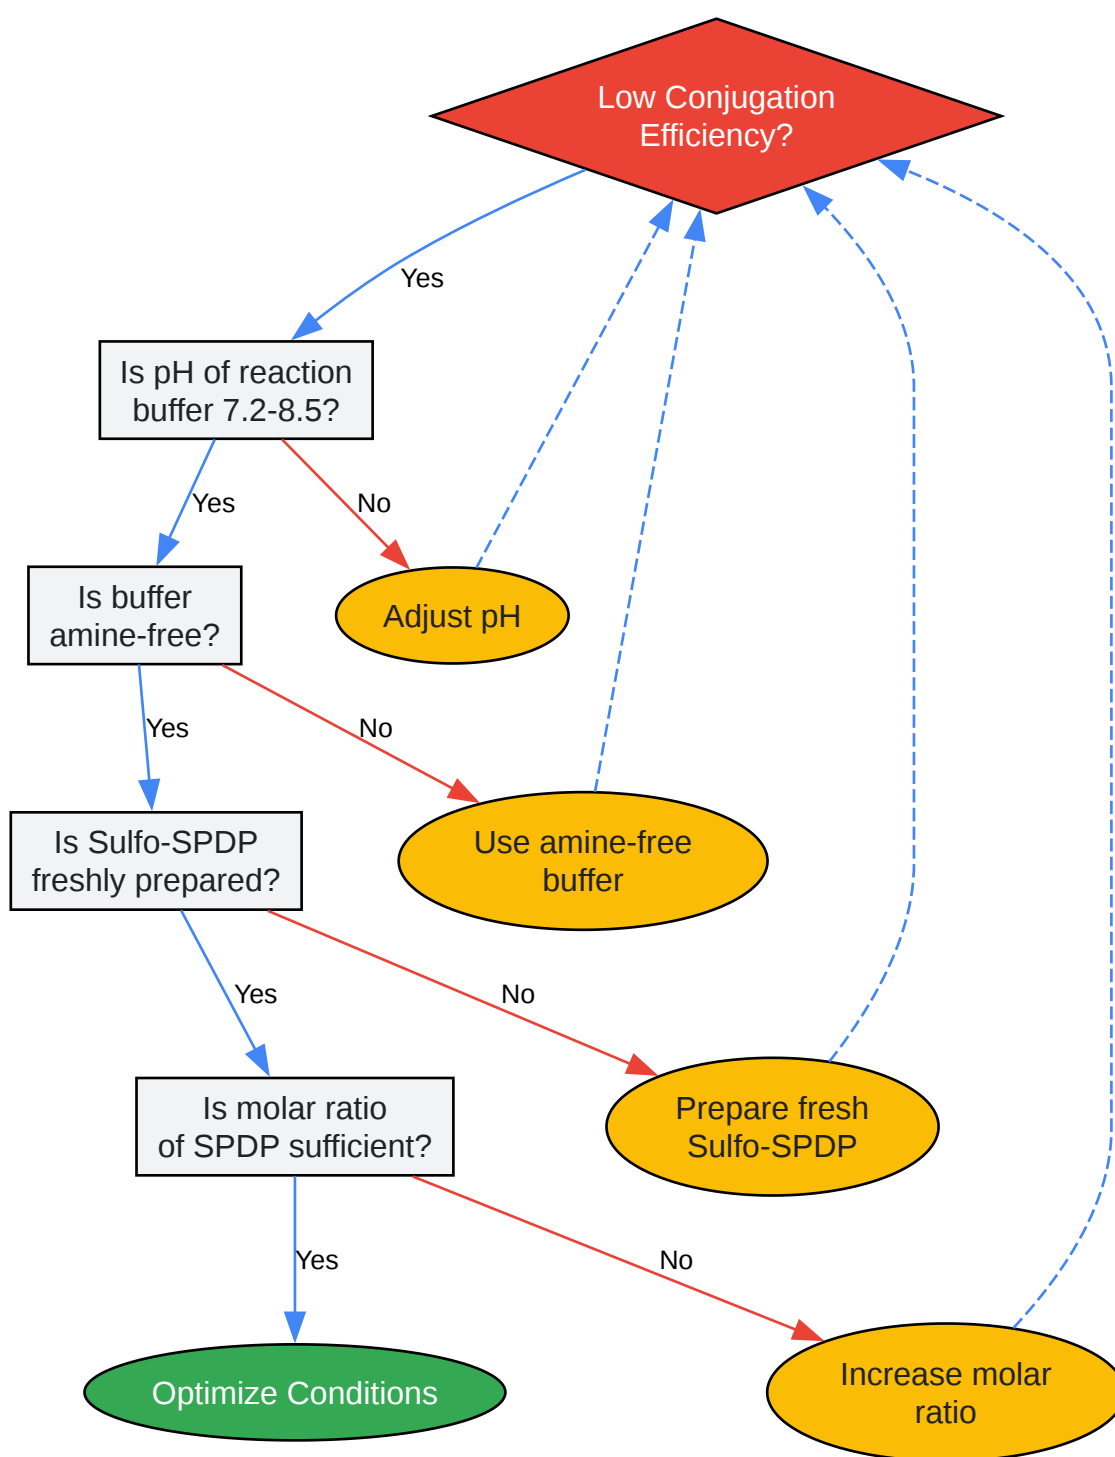 Low Conjugation
Efficiency?
Yes
Is pH of reaction
buffer 7.2-8.5?
Yes
No
Is buffer
amine-free?
Adjust pH
Yes
No
Is Sulfo-SPDP
freshly prepared?
Use amine-free
buffer
Yes
No
Is molar ratio
of SPDP sufficient?
Prepare fresh
Sulfo-SPDP
Yes
No
Optimize Conditions
Increase molar
ratio